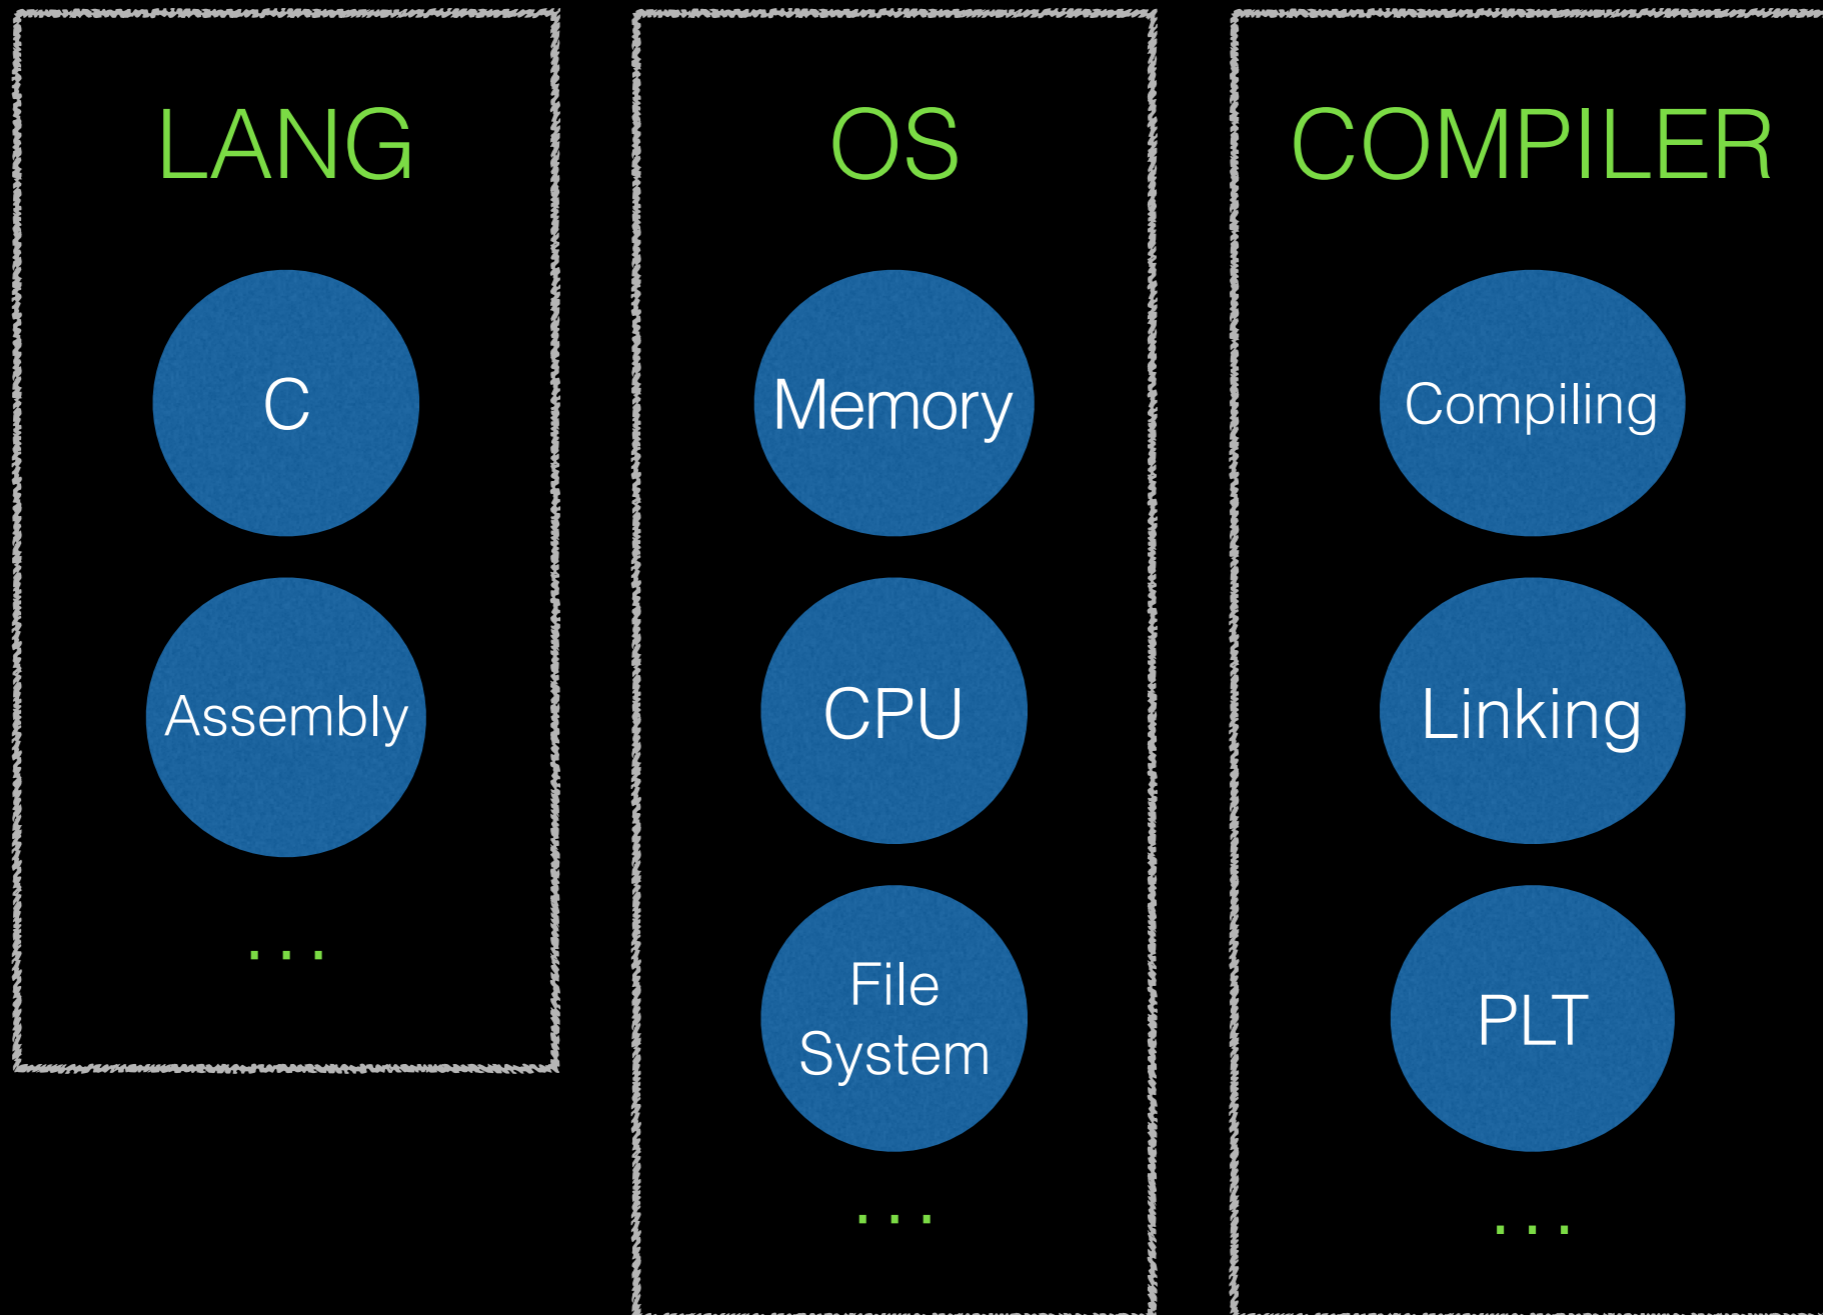 LANG
C
Assembly
...
OS
Memory
CPU
File
System
...
COMPILER
Compiling
Linking
PLT
...